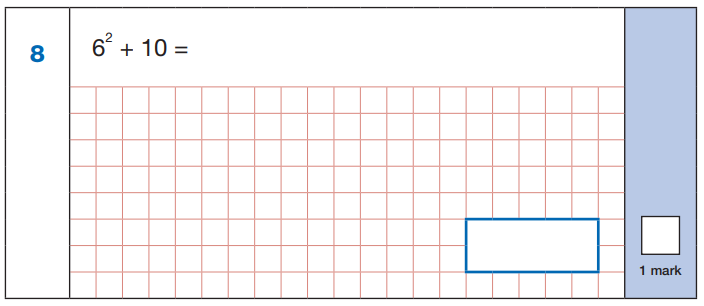 8
6² + 10 =
1 mark